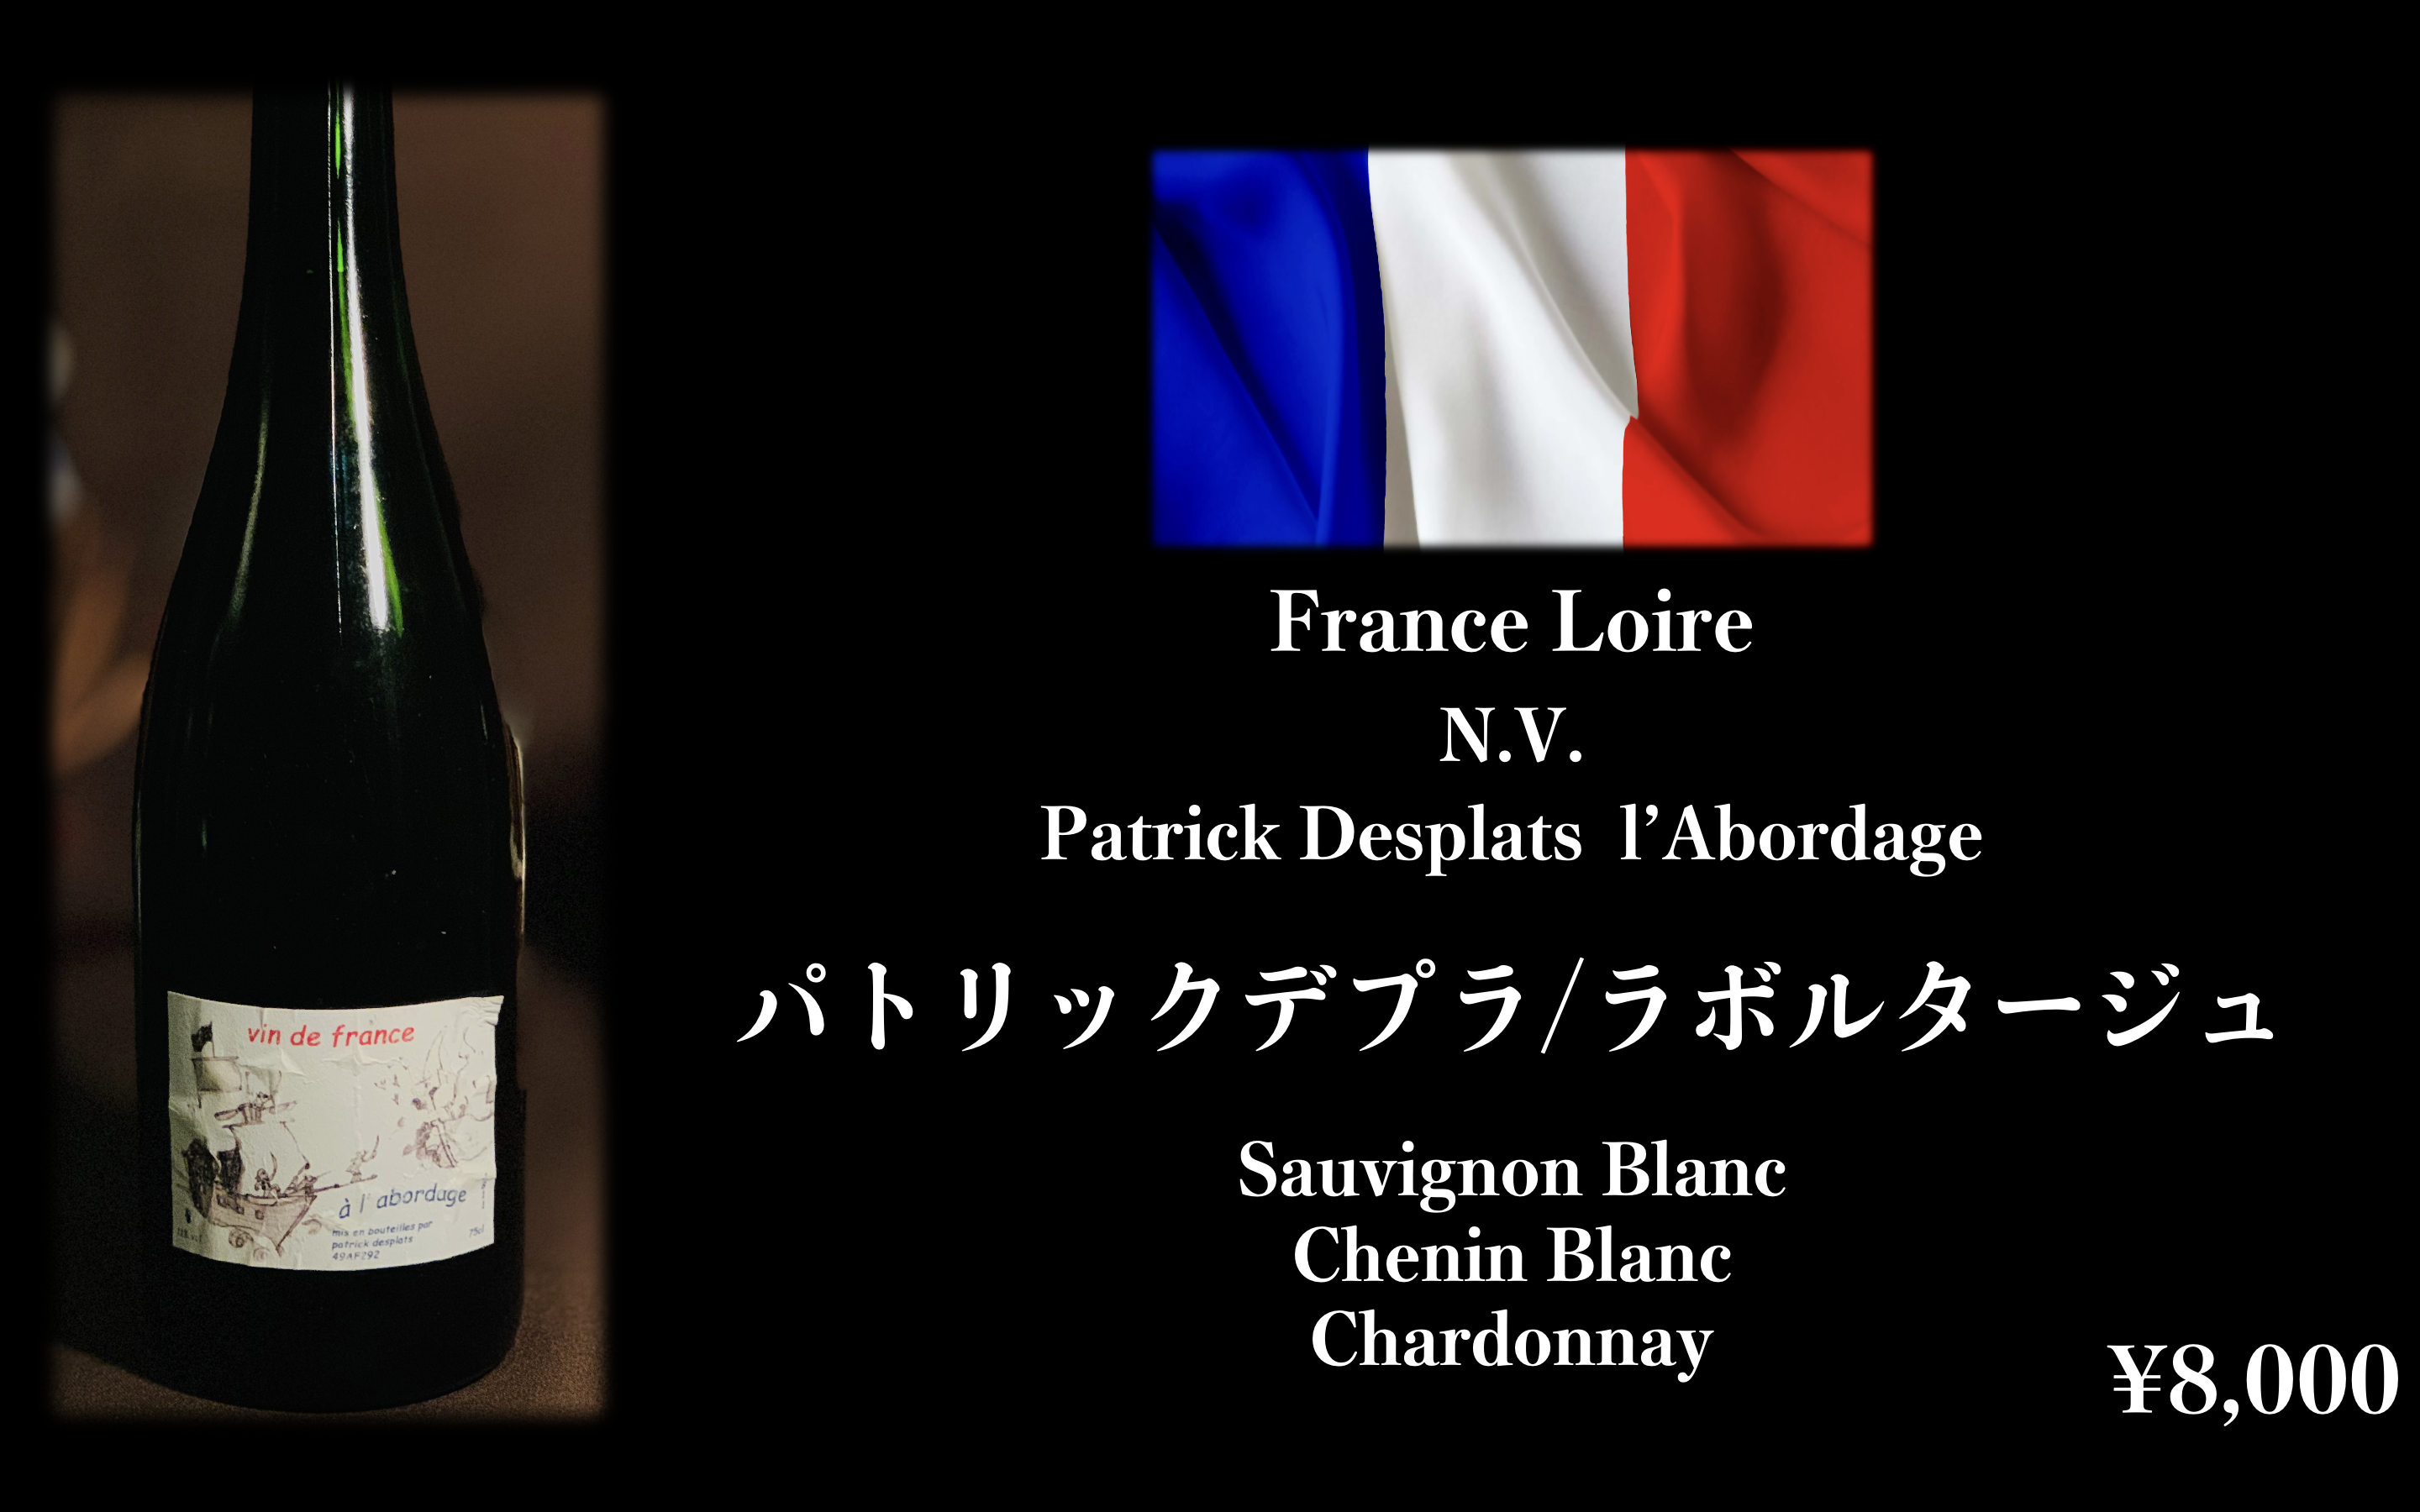 France Loire
N.V.
Patrick Desplats l’Abordage
パトリックデプラ/ラボルタージュ
Sauvignon Blanc
Chenin Blanc
Chardonnay
¥8,000
vin de france
à l' abordage
mis en bouteilles par
patrick desplats
49AF292
75cl